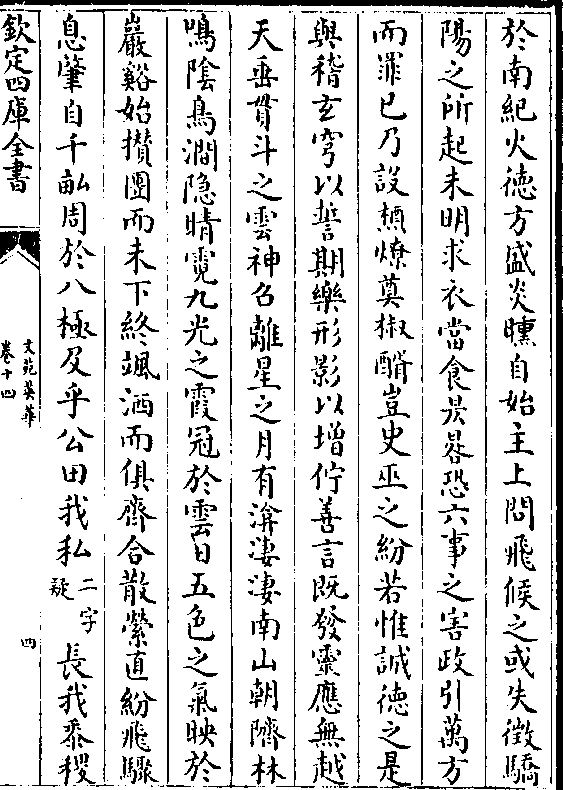 於南紀火徳方盛炎曛自始主上問飛候之或失徴驕
陽之所起未明求衣當食昃晷恐六事之害政引萬方
而罪已乃設槱燎奠椒醑豈史巫之紛若惟誠徳之是
與稽玄穹以誓期樂形影以增佇善言既發靈應無越
天垂貫斗之雲神召離星之月有渰凄凄南山朝隮林
鳴陰鳥澗隐晴霓九光之霞冠於雲日五色之氣映於
巖谿始攢團而未下終颯洒而俱齊合散縈直紛飛驟
息肇自千畝周於八極及乎公田我私二字疑長我黍稷
欽定四庫全書
文苑英華
卷十四
四